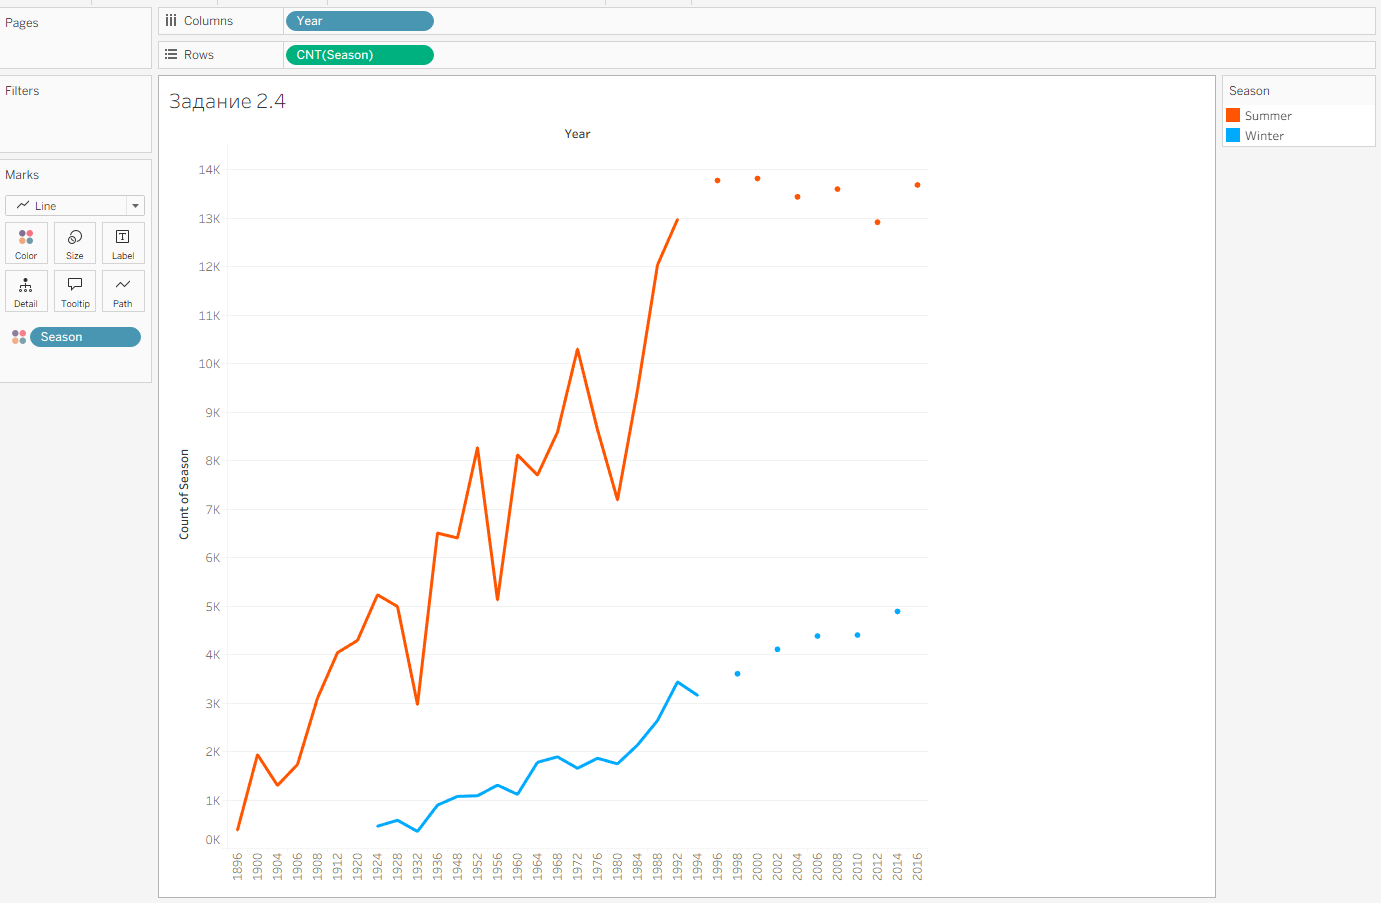 Pages
Columns
Year
Rows
CNT(Season)
Filters
Marks
Line
Color
Size
Label
Detail
Tooltip
Path
Season
Задание 2.4
Year
14K
13K
12K
11K
10K
9K
8K
7K
6K
5K
4K
3K
2K
1K
0K
Count of Season
1896
1900
1904
1906
1908
1912
1920
1924
1928
1932
1936
1948
1952
1956
1960
1964
1968
1972
1976
1980
1984
1988
1992
1994
1996
1998
2000
2002
2004
2006
2008
2010
2012
2014
2016
Season
Summer
Winter